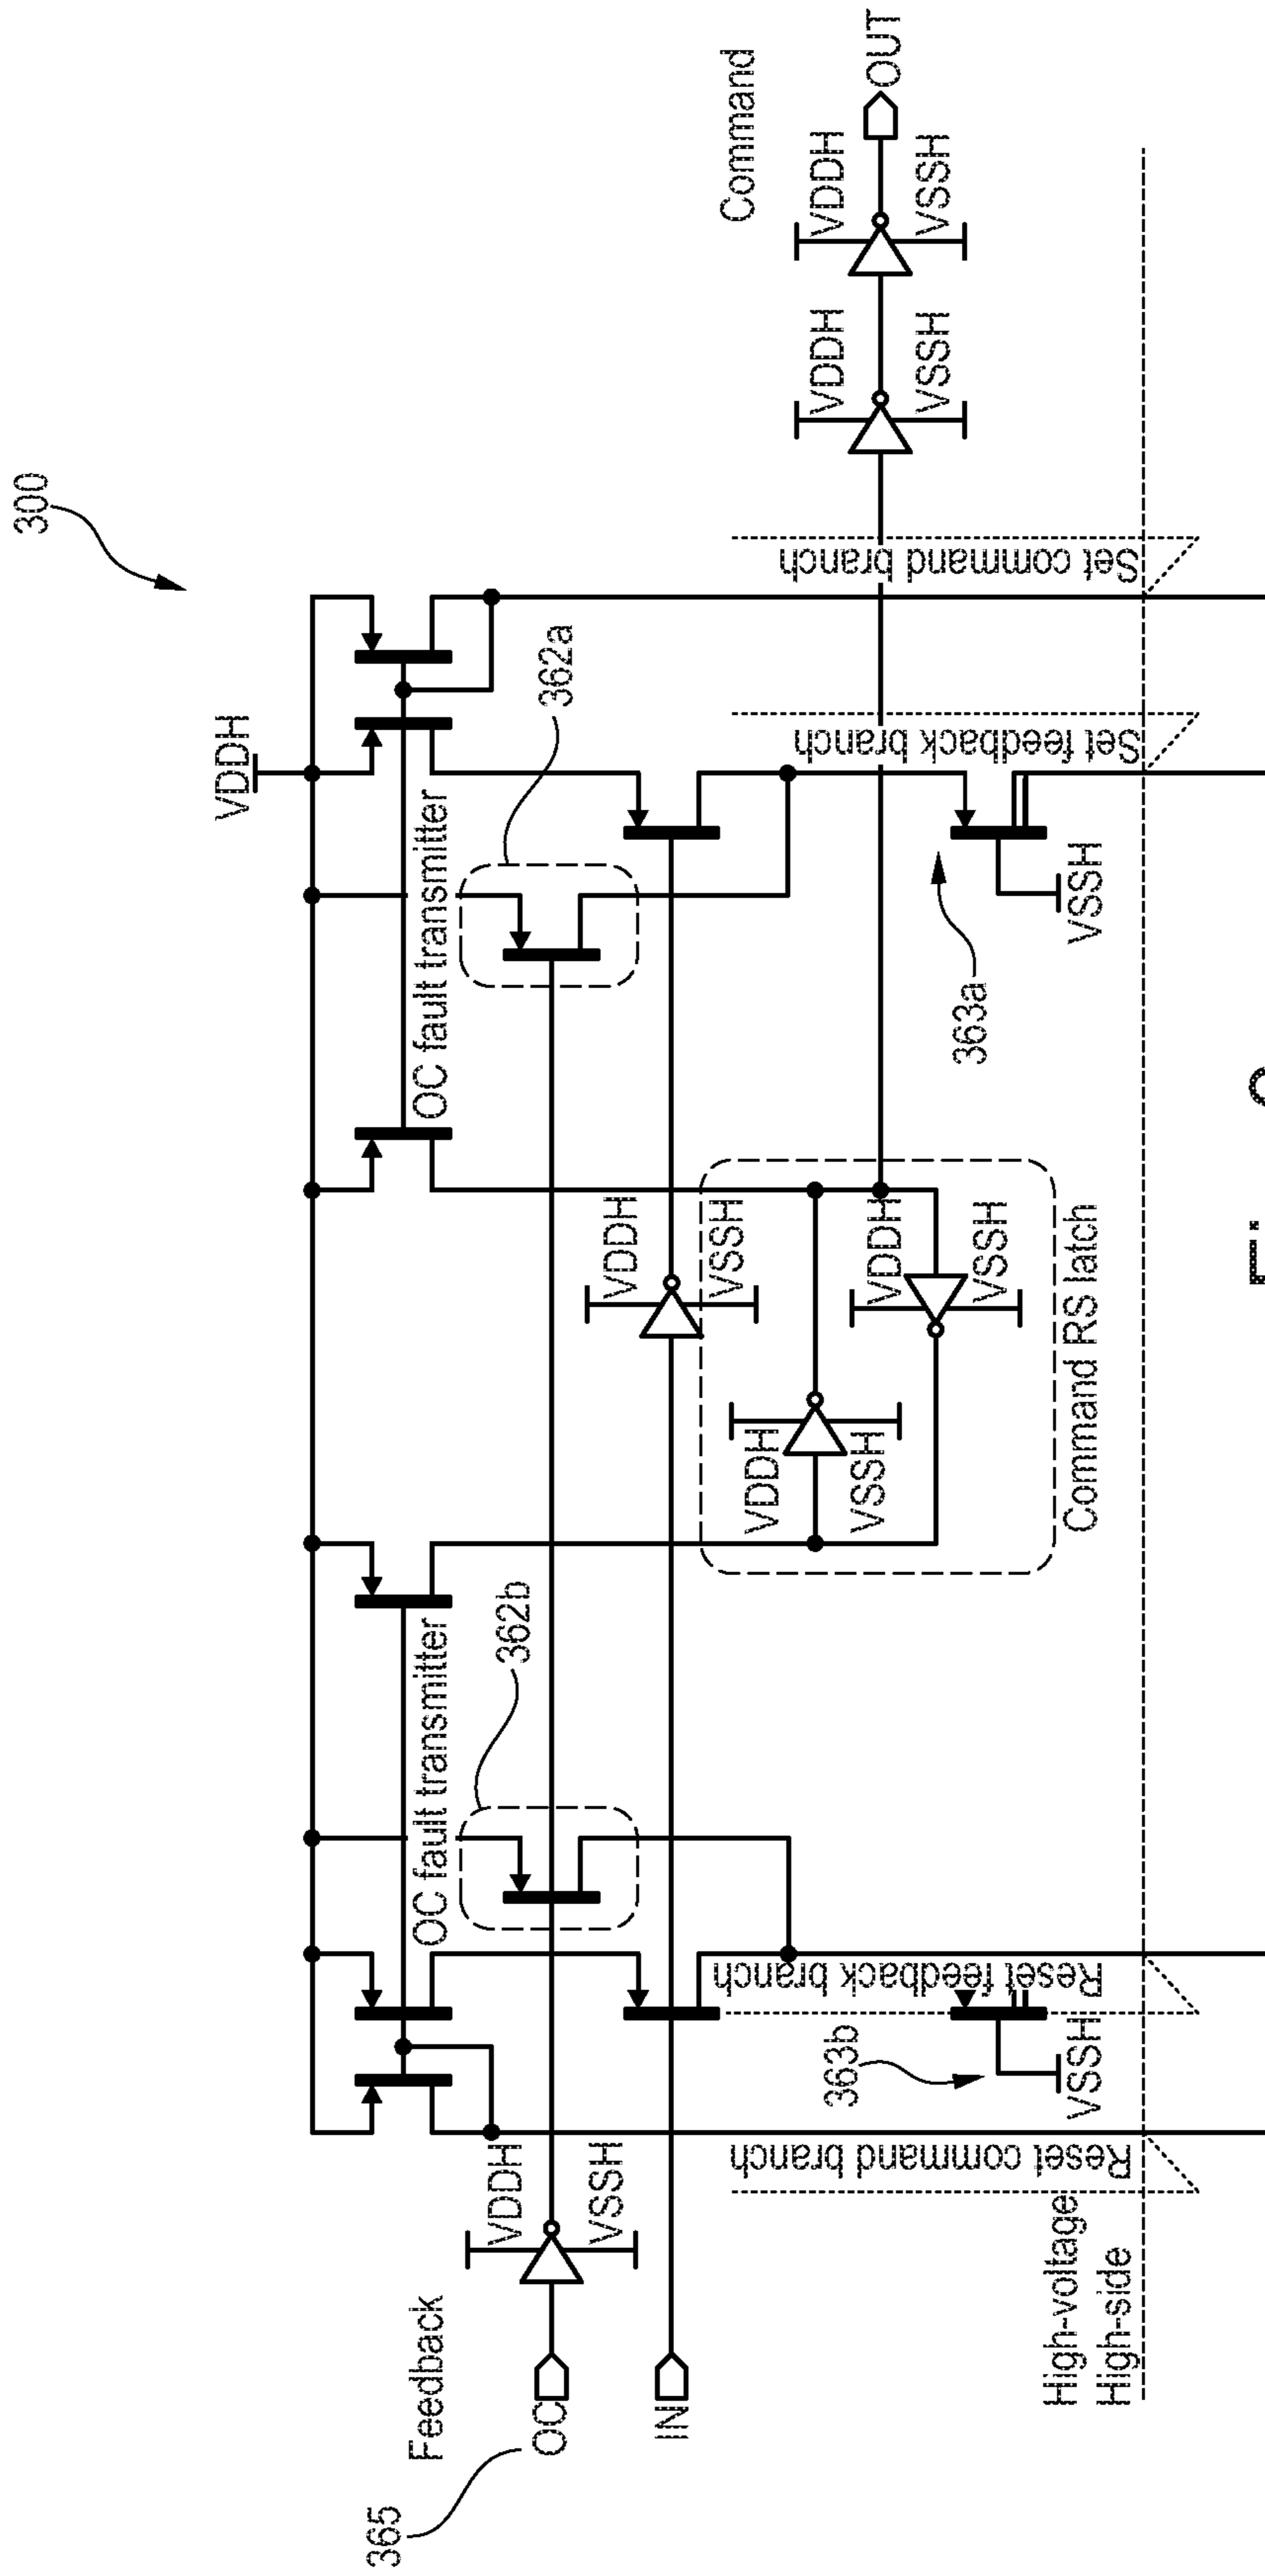 300
VDDH
Feedback
365
OC
VDDH
VSSH
IN
OC fault transmitter
362b
OC fault transmitter
362a
VDDH
VSSH
VDDH
VSSH
VDDH
VSSH
Command RS latch
Command
VDDH
VSSH
VDDH
VSSH
OUT
Reset command branch
Reset feedback branch
363b
VSSH
363a
VSSH
Set feedback branch
Set command branch
High-voltage
High-side